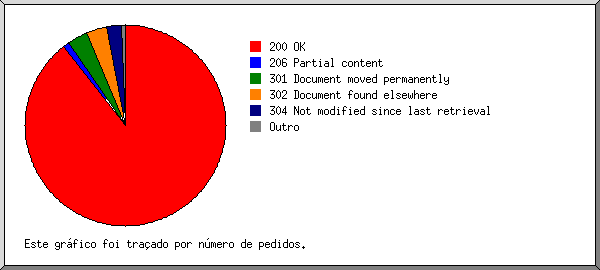 200 OK
206 Partial content
301 Document moved permanently
302 Document found elsewhere
304 Not modified since last retrieval
Outro
Este gráfico foi traçado por número de pedidos.